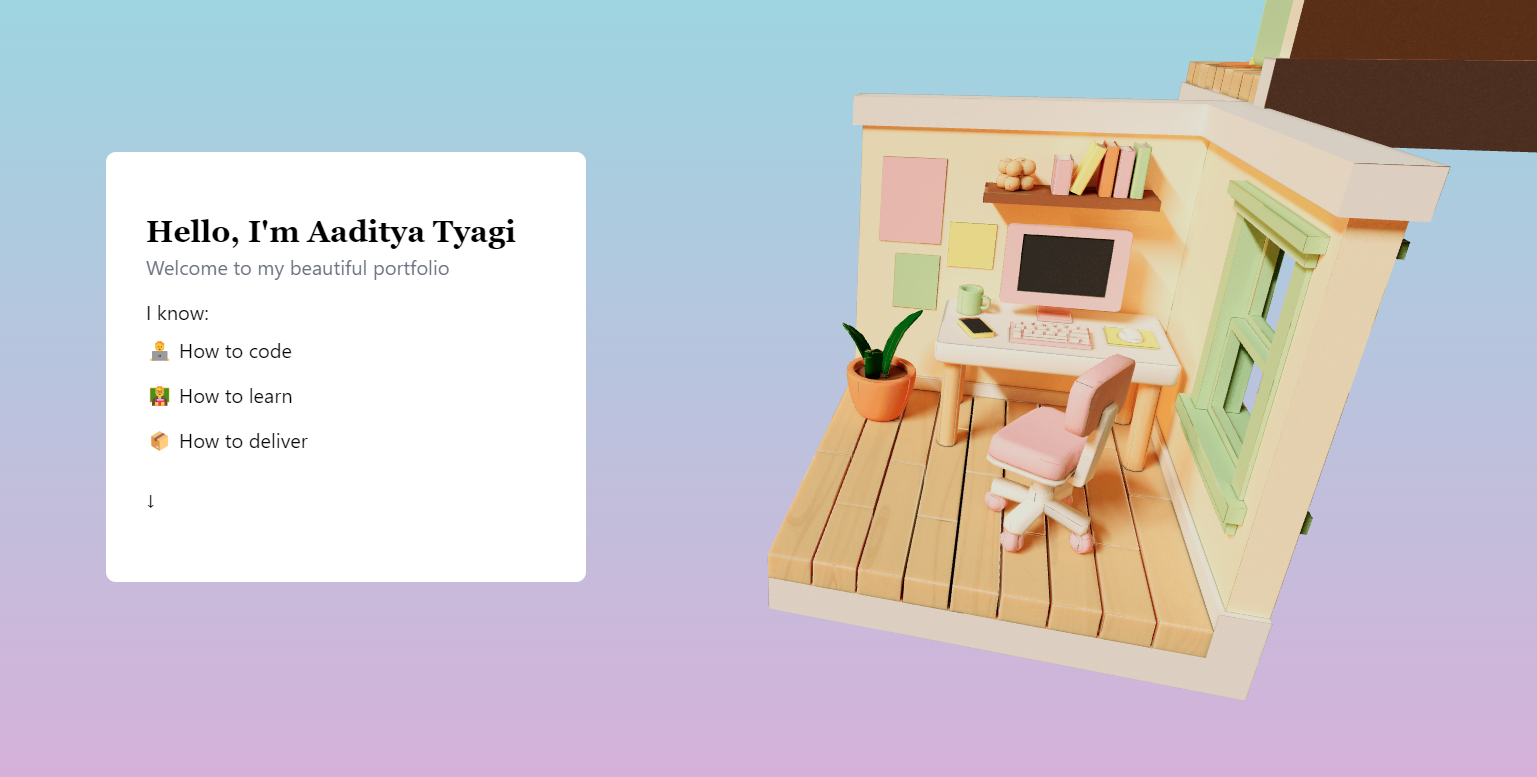 Hello, I'm Aaditya Tyagi
Welcome to my beautiful portfolio
I know:
🧑‍💻 How to code
👩‍🏫 How to learn
📦 How to deliver
↓